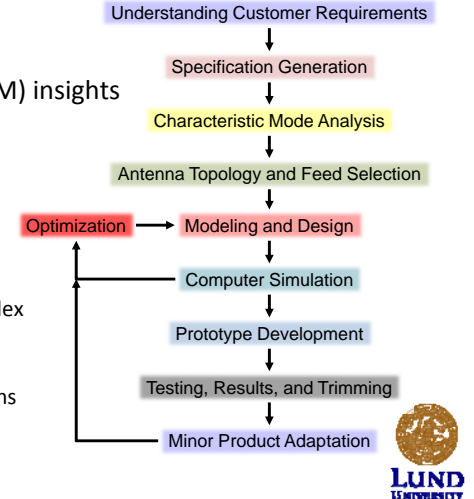 Understanding Customer Requirements
Specification Generation
M) insights
Characteristic Mode Analysis
Antenna Topology and Feed Selection
Optimization
Modeling and Design
Computer Simulation
lex
Prototype Development
Testing, Results, and Trimming
ns
Minor Product Adaptation
LUND
UNIVERSITY